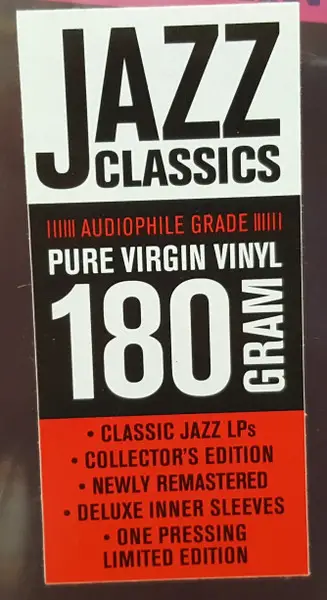 JAZZ
CLASSICS
AUDIOPHILE GRADE
PURE VIRGIN VINYL
180
GRAM
• CLASSIC JAZZ LPs
• COLLECTOR'S EDITION
• NEWLY REMASTERED
• DELUXE INNER SLEEVES
• ONE PRESSING
LIMITED EDITION